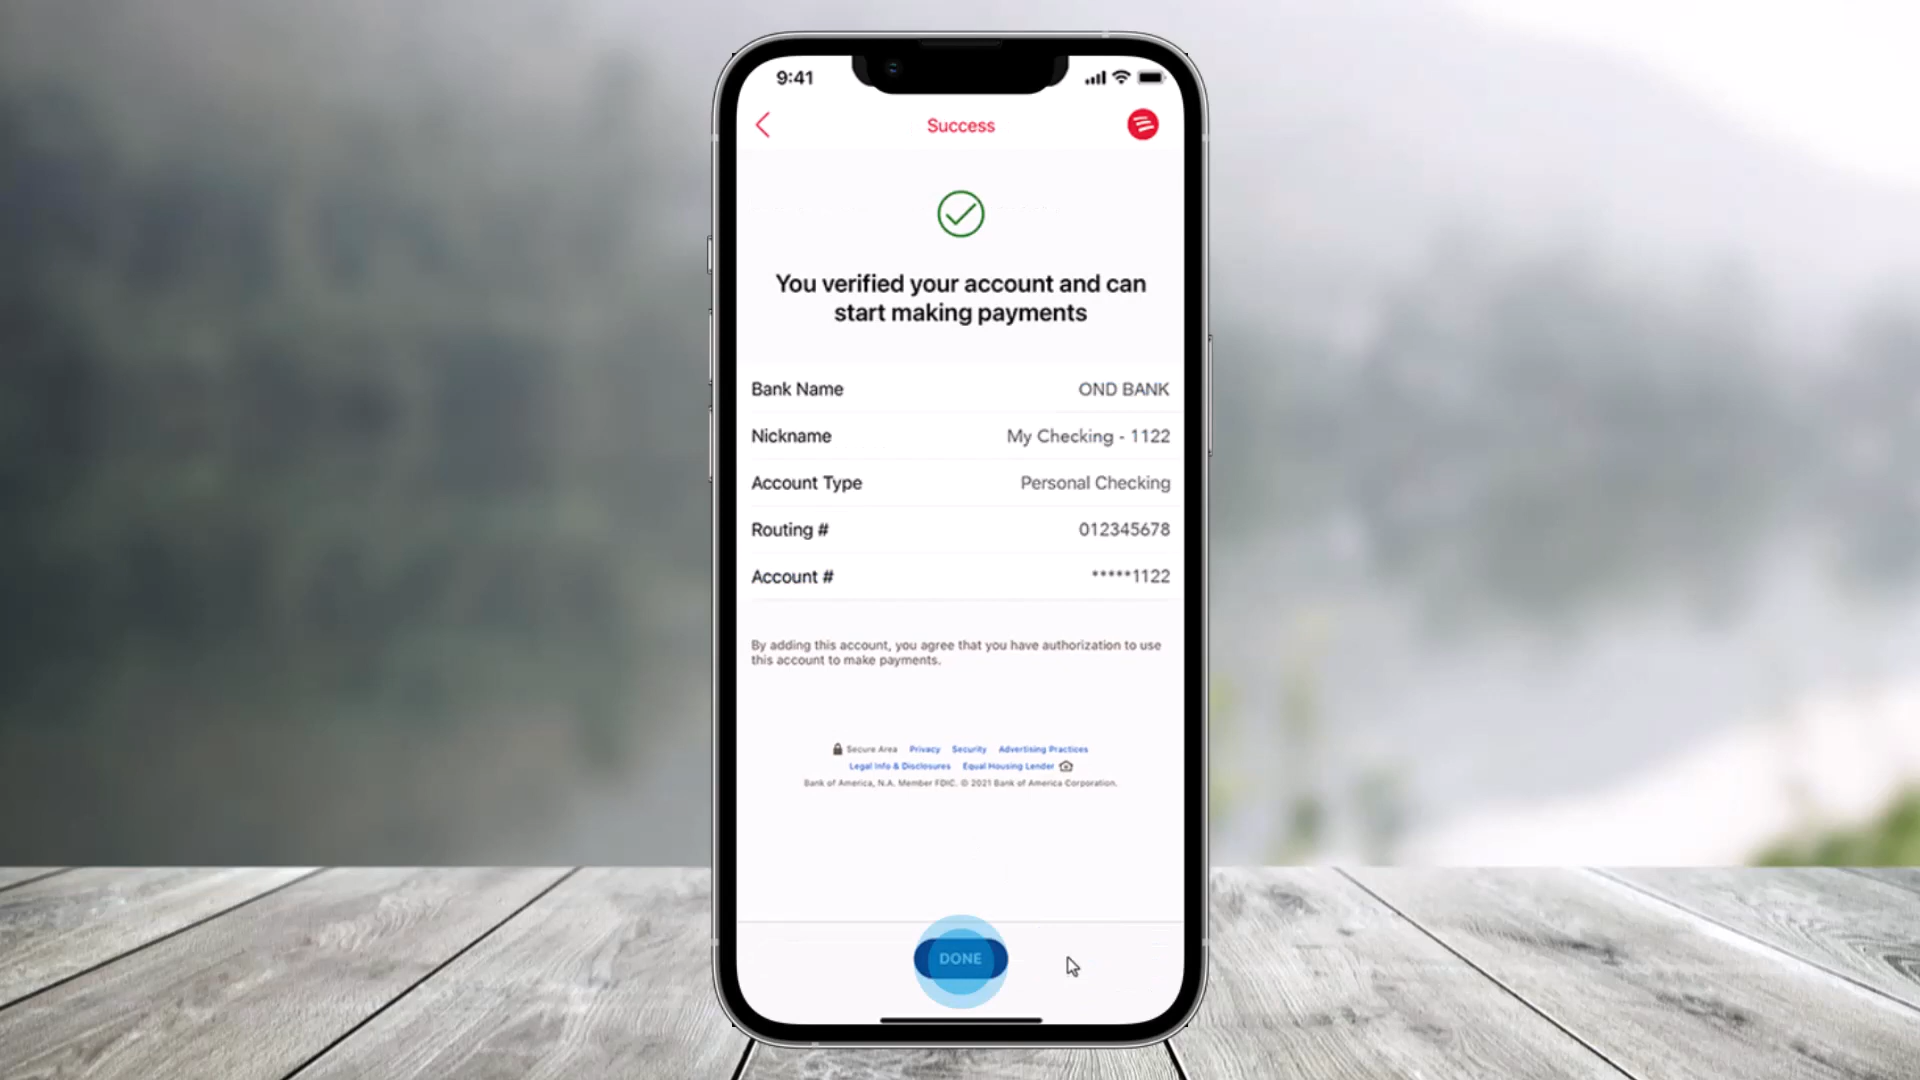 9:41
Success
You verified your account and can
start making payments
Bank Name OND BANK
Nickname My Checking - 1122
Account Type Personal Checking
Routing # 012345678
Account # *****1122
By adding this account, you agree that you have authorization to use
this account to make payments.
Secure Area Privacy Security Advertising Practices
Legal Info & Disclosures Equal Housing Lender
Bank of America, N.A. Member FDIC. © 2021 Bank of America Corporation.
DONE